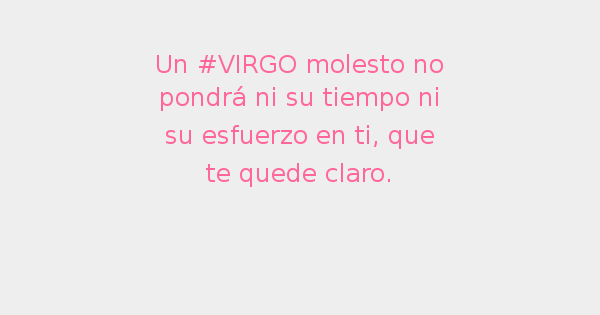 Un #VIRGO molesto no
pondrá ni su tiempo ni
su esfuerzo en ti, que
te quede claro.